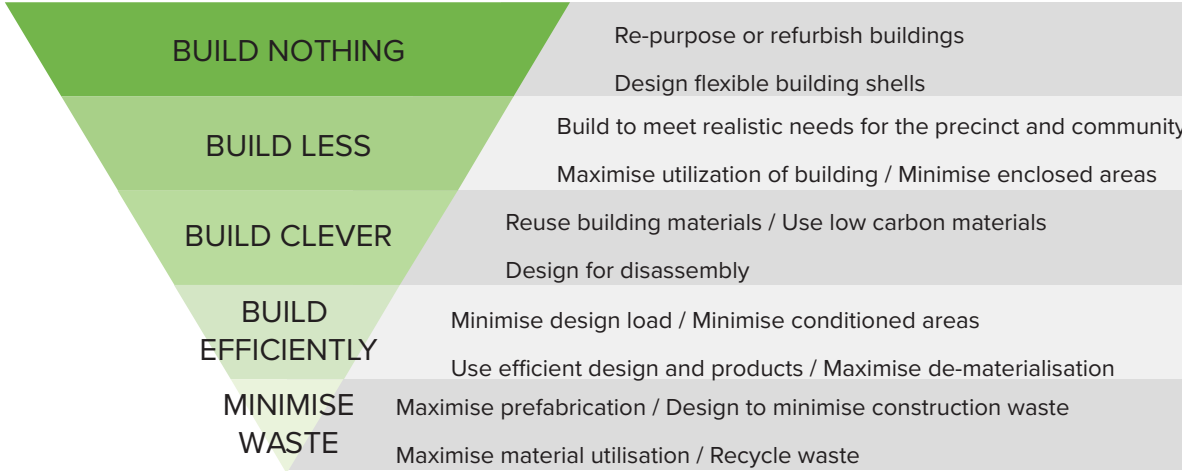 BUILD NOTHING
Re-purpose or refurbish buildings
Design flexible building shells
BUILD LESS
Build to meet realistic needs for the precinct and community
Maximise utilization of building / Minimise enclosed areas
BUILD CLEVER
Reuse building materials / Use low carbon materials
Design for disassembly
BUILD
EFFICIENTLY
Minimise design load / Minimise conditioned areas
Use efficient design and products / Maximise de-materialisation
MINIMISE
WASTE
Maximise prefabrication / Design to minimise construction waste
Maximise material utilisation / Recycle waste